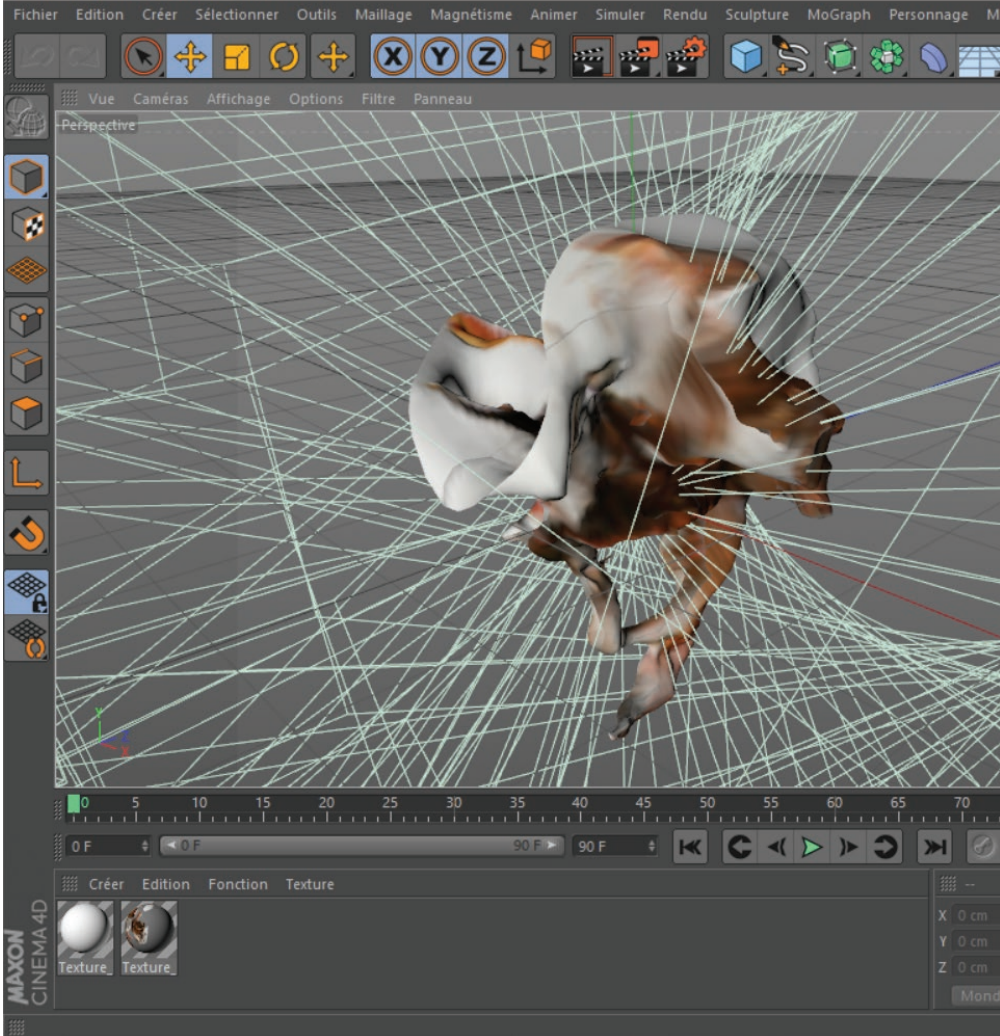 Fichier Edition Créer Sélectionner Outils Maillage Magnétisme Animer Simuler Rendu Sculpture MoGraph Personnage M
X Y Z
Vue Caméras Affichage Options Filtre Panneau
Perspective
Y
Z
X
0 5 10 15 20 25 30 35 40 45 50 55 60 65 70
0 F 0 F 90 F 90 F
Créer Edition Fonction Texture --
X 0 cm
Y 0 cm
Z 0 cm
Texture_ Texture_
Mond
MAXON
CINEMA 4D